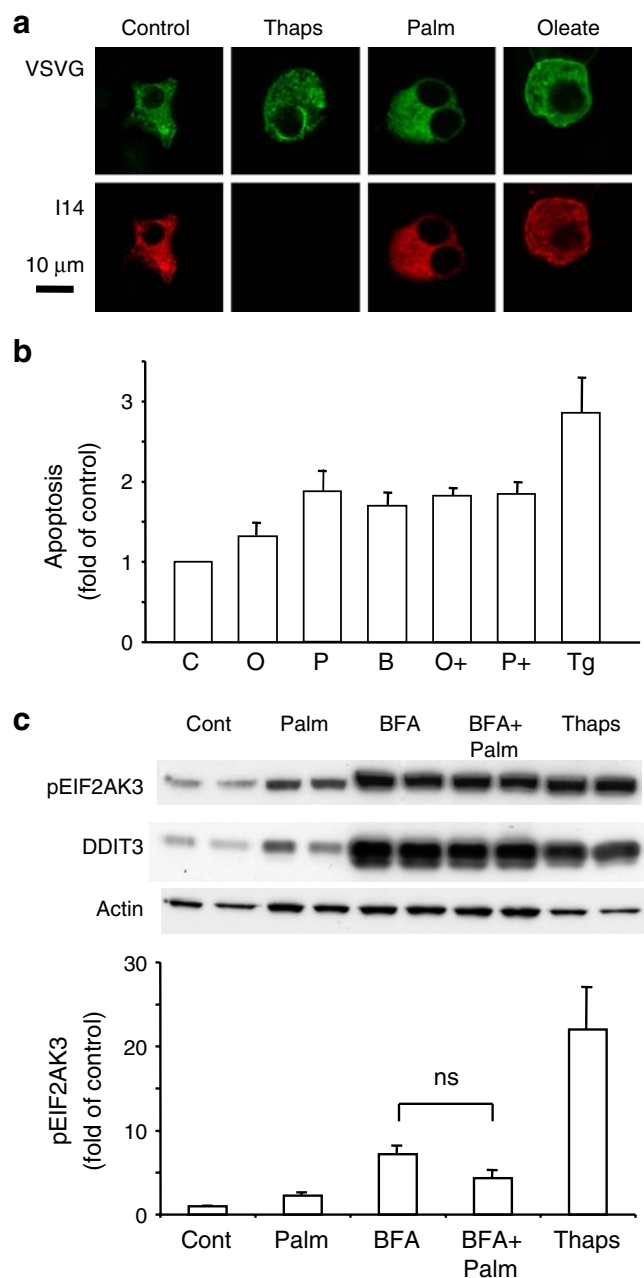 a
Control Thaps Palm Oleate
VSVG
I14
10 μm
b
Apoptosis
(fold of control)
3
2
1
0
C O P B O+ P+ Tg
c
Cont Palm BFA BFA+ Thaps
Palm
pEIF2AK3
DDIT3
Actin
pEIF2AK3
(fold of control)
30
20
10
0
ns
Cont Palm BFA BFA+ Thaps
Palm